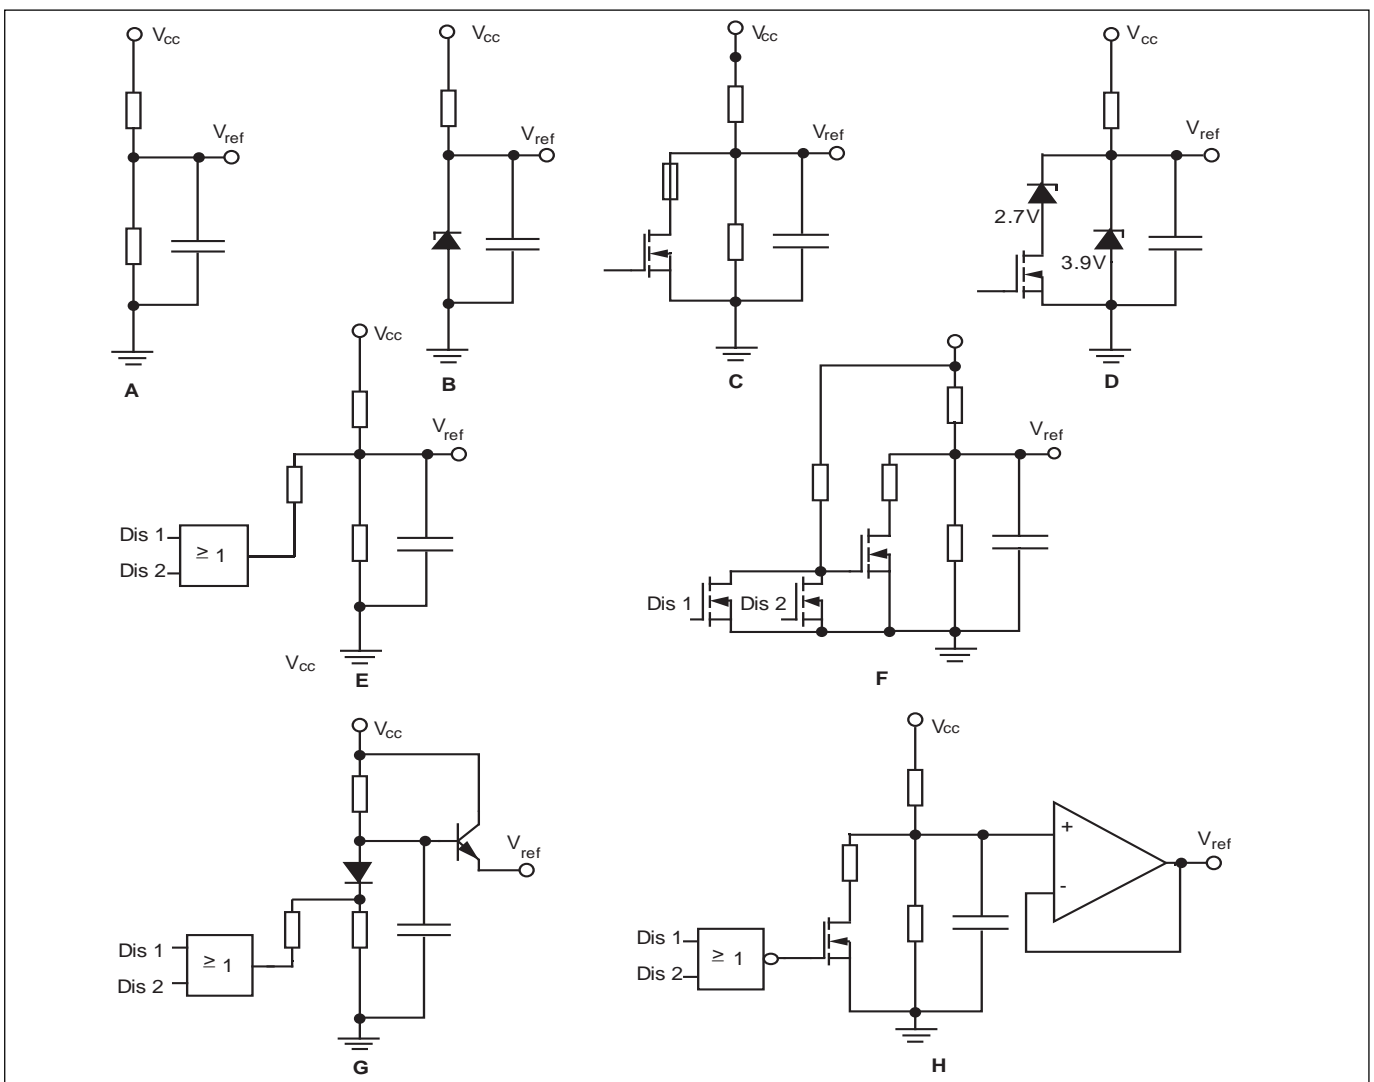 Vcc
Vref
A
Vcc
Vref
B
Vcc
Vref
C
Vcc
Vref
2.7V
3.9V
D
Vcc
Vref
Dis 1
Dis 2
≥ 1
Vcc
E
Vref
Dis 1
Dis 2
F
Vcc
Vref
Dis 1
Dis 2
≥ 1
G
Vcc
+
-
Vref
Dis 1
Dis 2
≥ 1
H